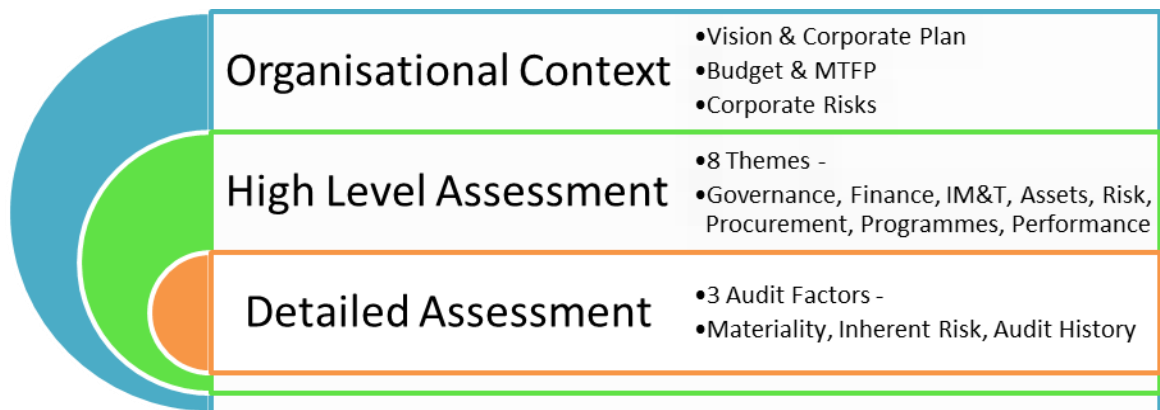 Organisational Context
•Vision & Corporate Plan
•Budget & MTFP
•Corporate Risks
High Level Assessment
•8 Themes -
•Governance, Finance, IM&T, Assets, Risk,
Procurement, Programmes, Performance
Detailed Assessment
•3 Audit Factors -
•Materiality, Inherent Risk, Audit History